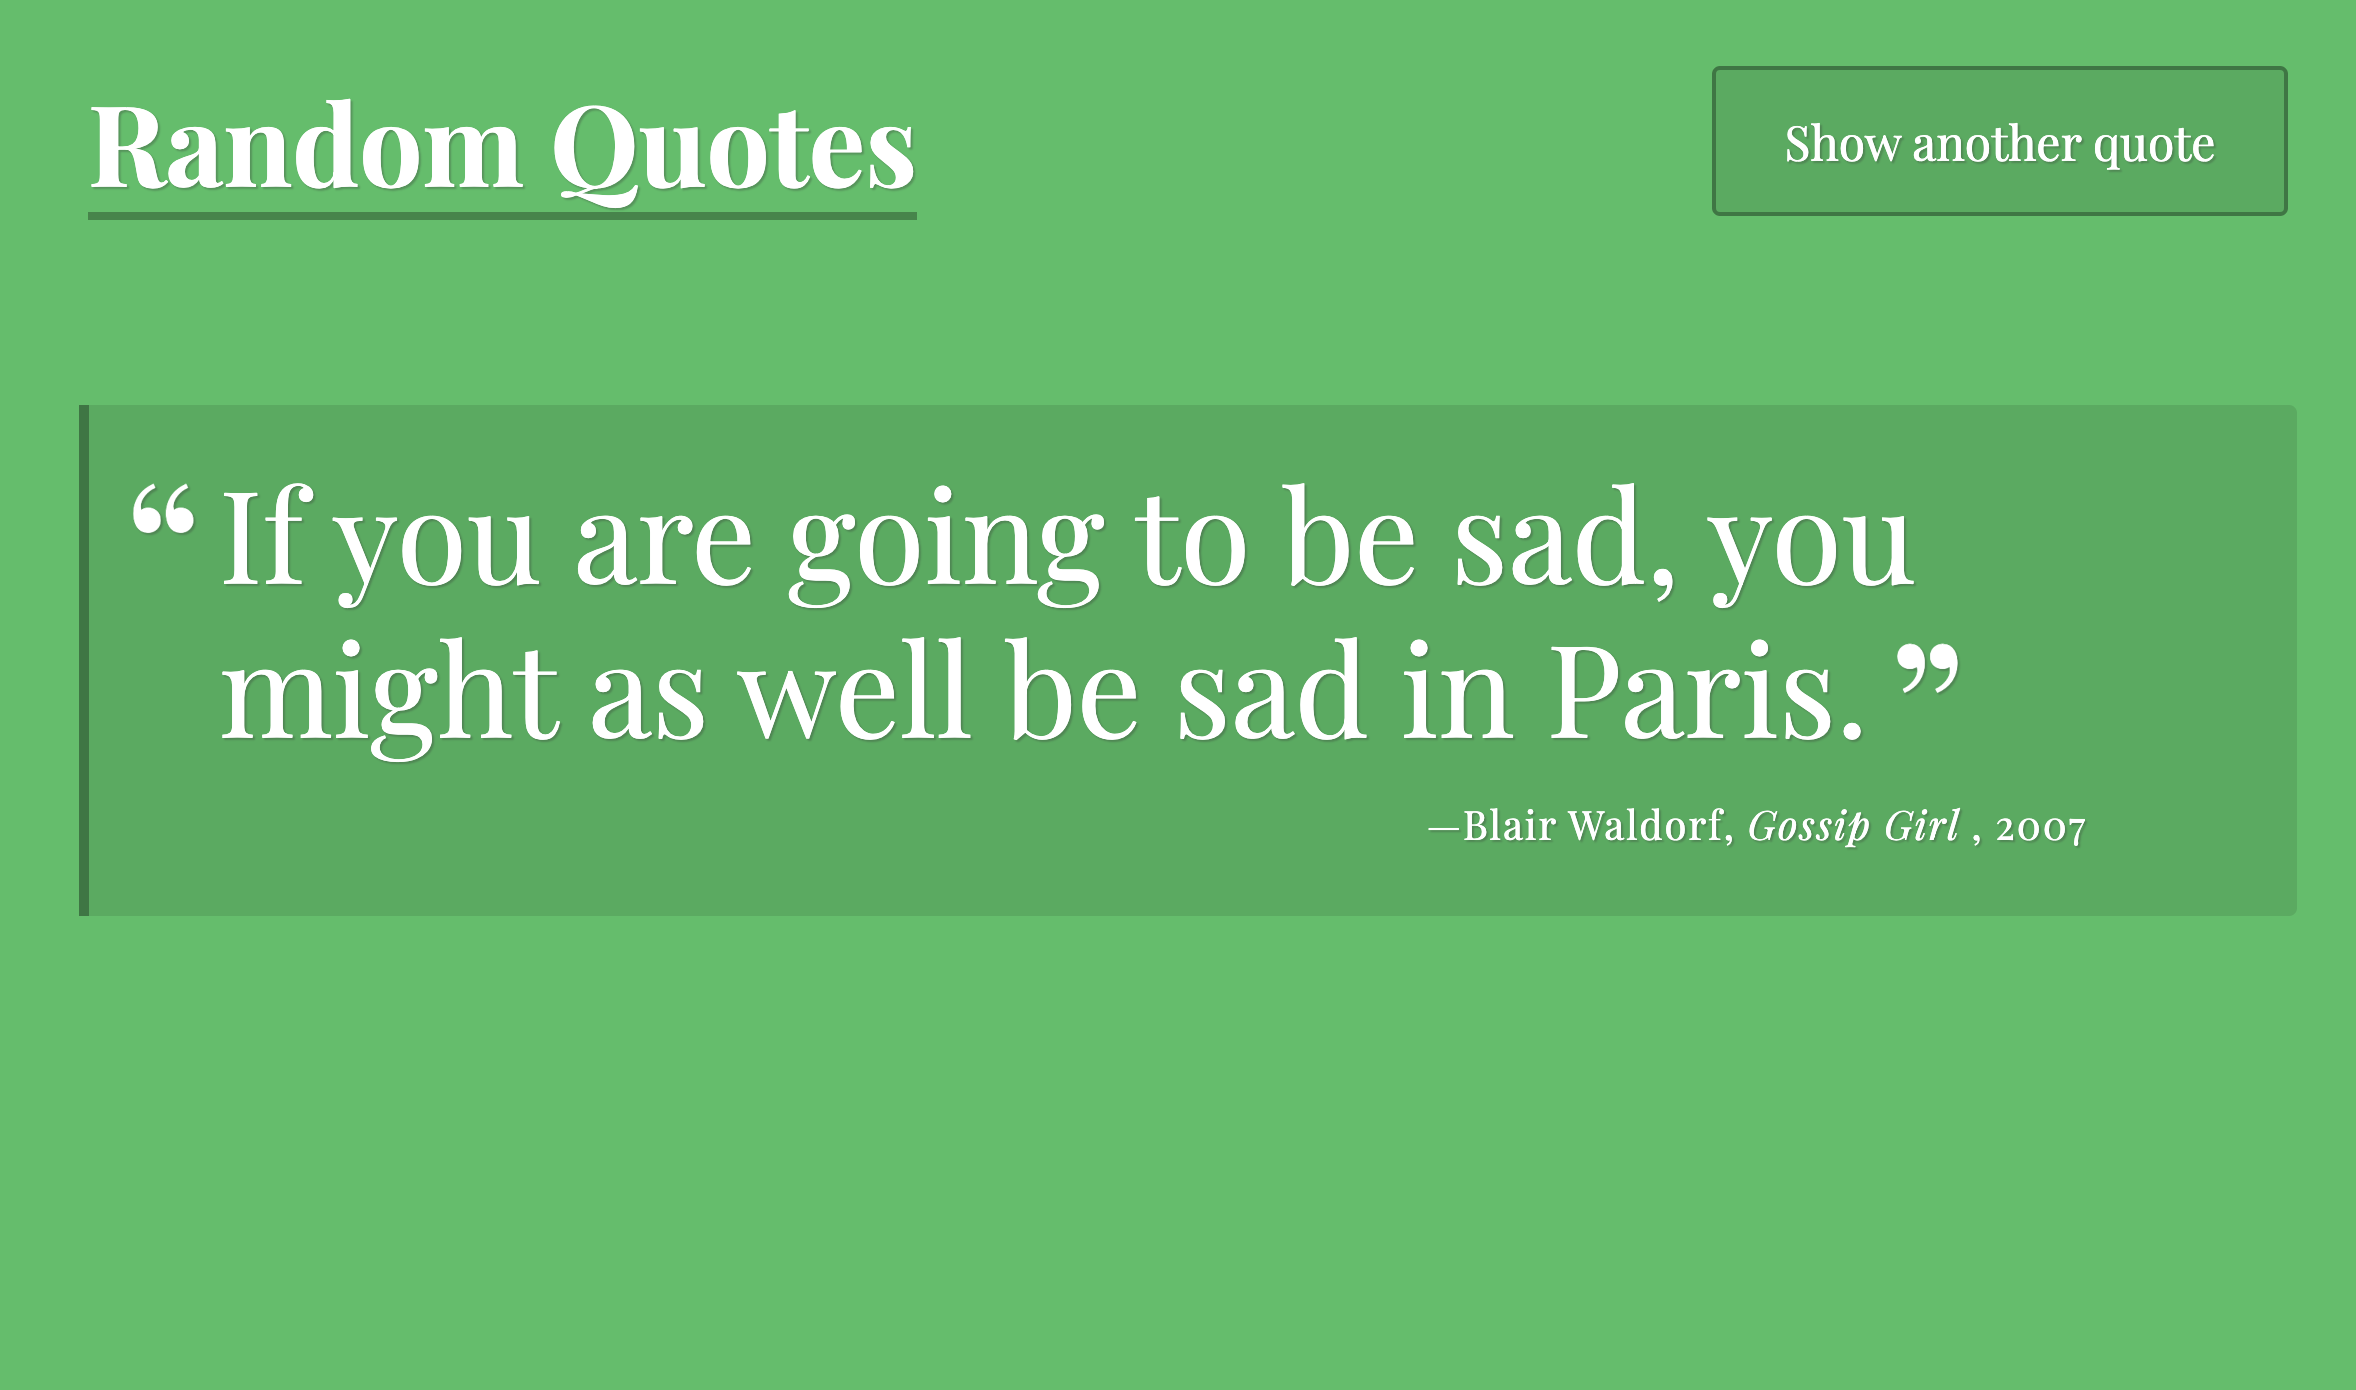 Random Quotes
Show another quote
“ If you are going to be sad, you
might as well be sad in Paris. ”
—Blair Waldorf, Gossip Girl , 2007